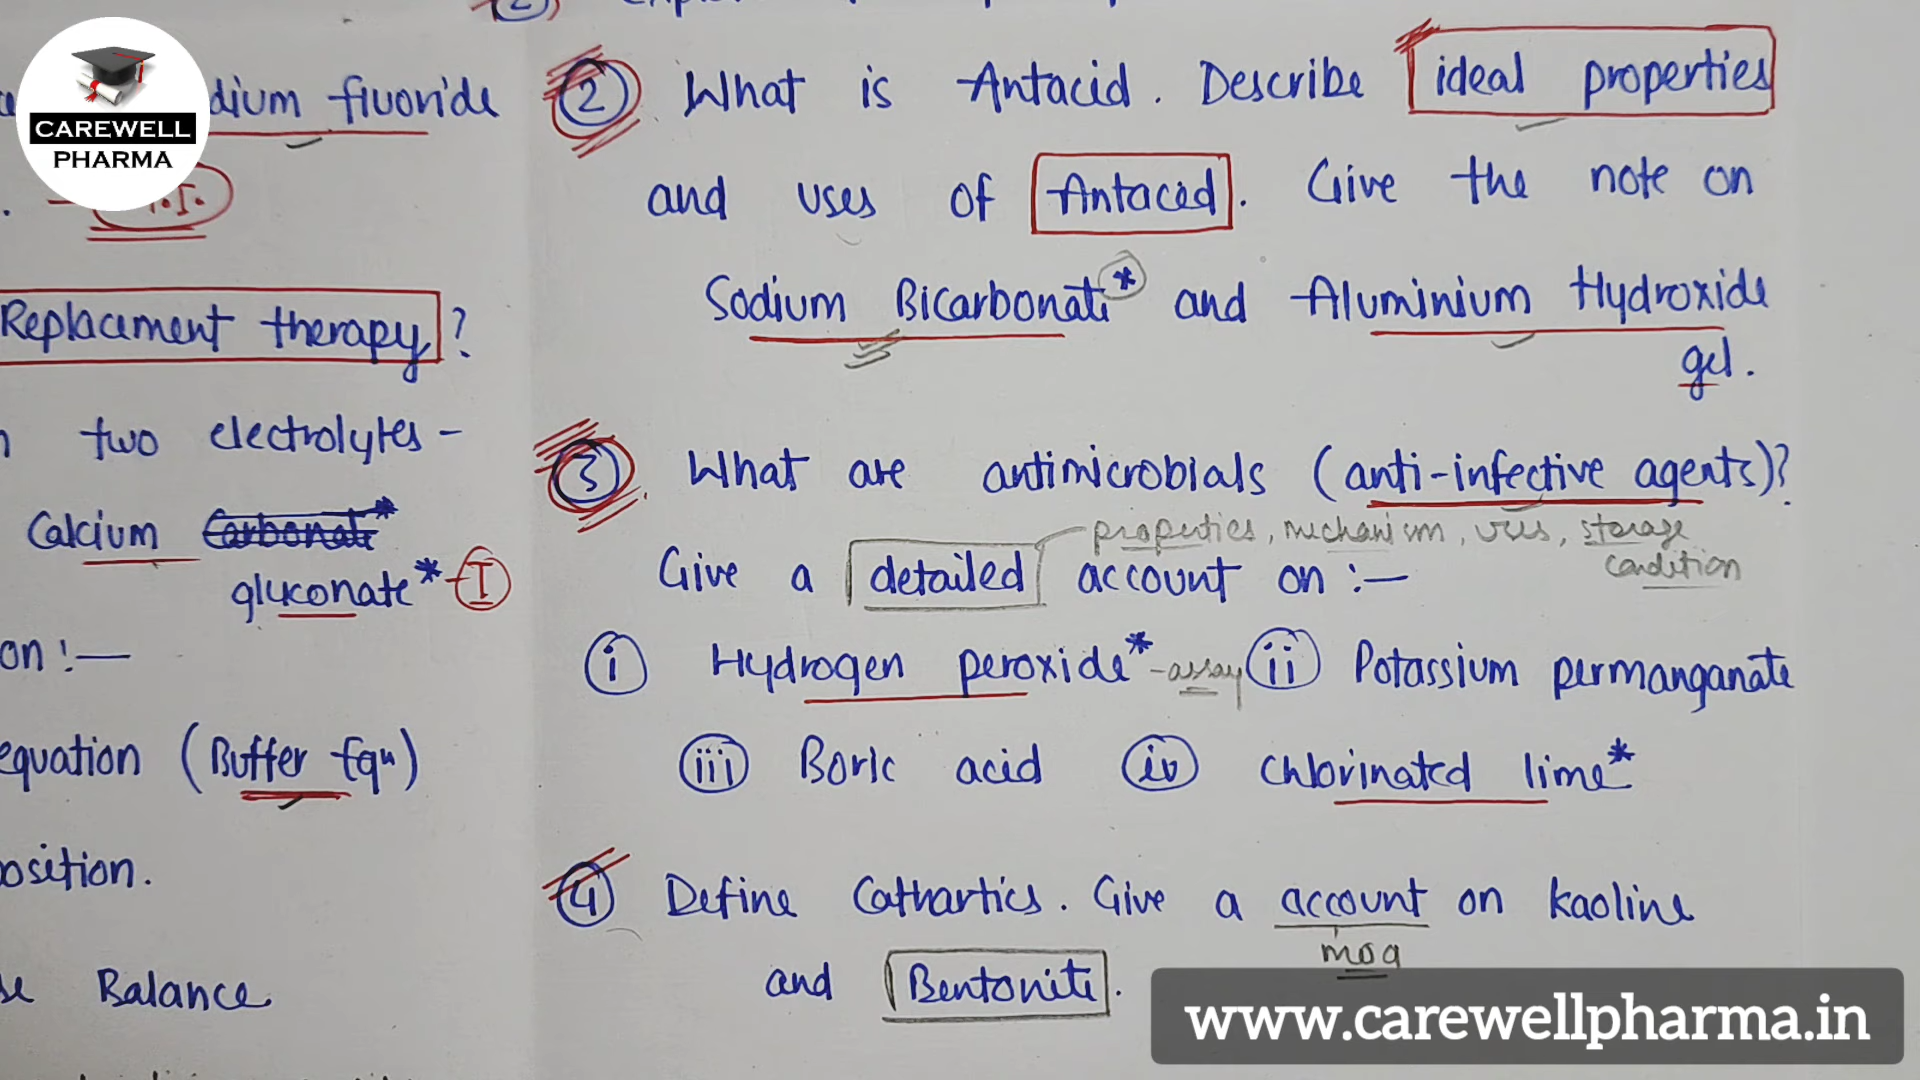 CAREWELL
PHARMA
dium fluoride
Replacement therapy?
two electrolytes-
Calcium Carbonate*
gluconate* - I
on :-
equation (Buffer Eqn)
position.
Balance
2 What is Antacid. Describe ideal properties
and uses of Antacid. Give the note on
Sodium Bicarbonate* and Aluminium Hydroxide
gel.
3 What are antimicrobials (anti-infective agents)?
properties, mechanism, uses, storage
condition
Give a detailed account on :-
i Hydrogen peroxide* - assay ii Potassium permanganate
iii Boric acid iv Chlorinated lime*
4 Define Cathartics. Give a account on kaoline
moa
and Bentonite.
www.carewellpharma.in